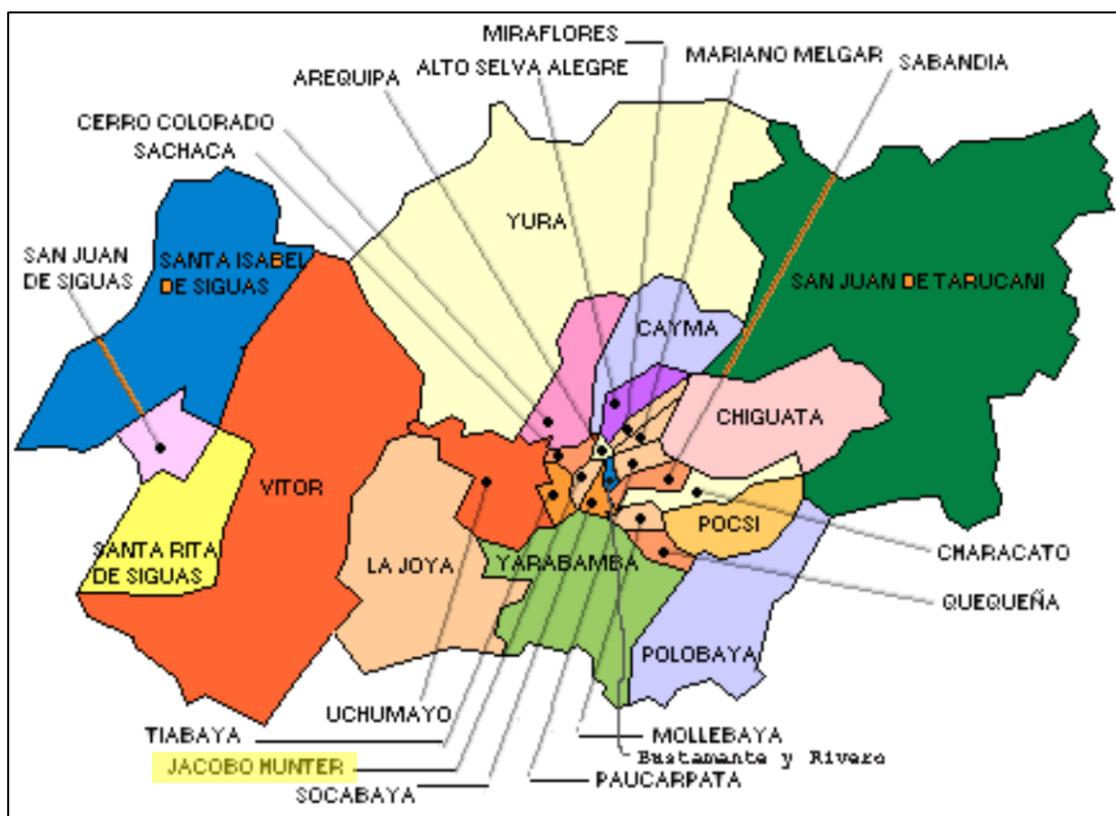 MIRAFLORES
ALTO SELVA ALEGRE
MARIANO MELGAR
SABANDIA
AREQUIPA
CERRO COLORADO
SACHACA
YURA
SAN JUAN
DE SIGUAS
SANTA ISABEL
DE SIGUAS
SAN JUAN DE TARUCANI
CAYMA
CHIGUATA
VITOR
POCSI
SANTA RITA
DE SIGUAS
LA JOYA
YARABAMBA
CHARACATO
QUEQUEÑA
POLOBAYA
UCHUMAYO
TIABAYA
MOLLEBAYA
Bustamante y Rivero
JACOBO HUNTER
PAUCARPATA
SOCABAYA